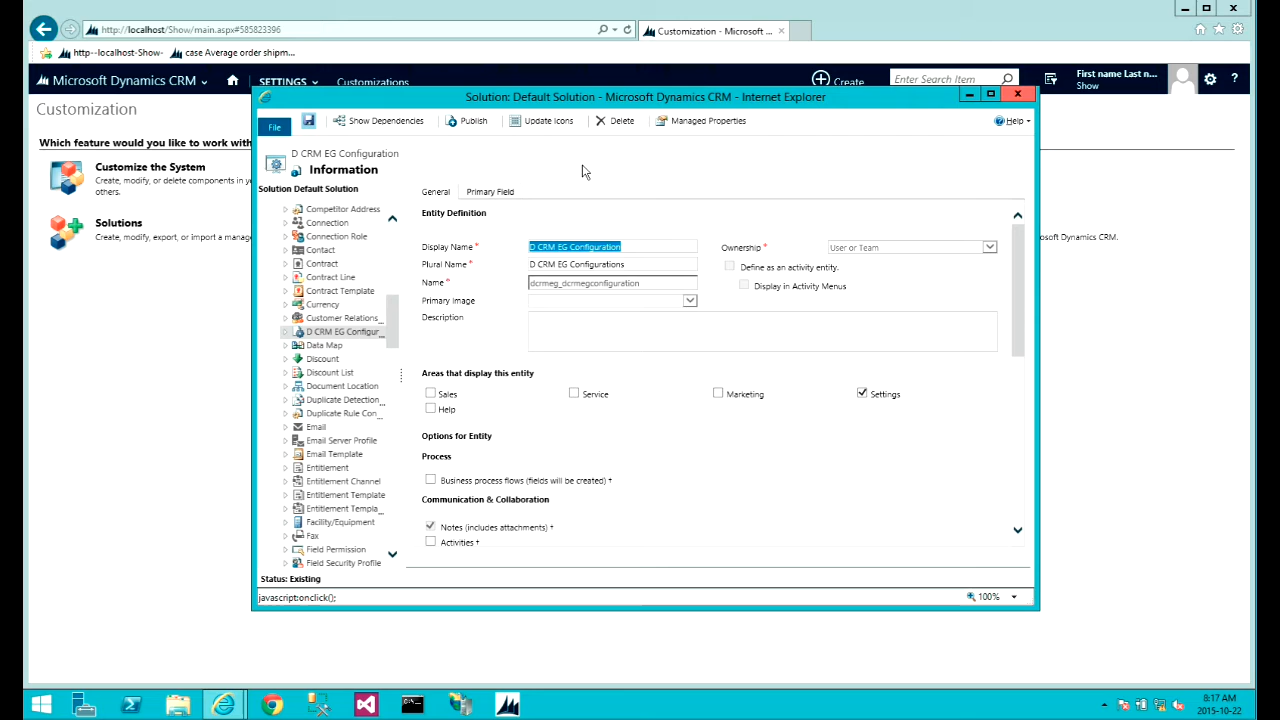 http://localhost/Show/main.aspx#585823396
Customization - Microsoft ...
http--localhost-Show-
case Average order shipm...
Microsoft Dynamics CRM
SETTINGS
Customizations
Create
Enter Search Item
First name Last n...
Show
?
Customization
Which feature would you like to work with
Customize the System
Create, modify, or delete components in y
others.
Solutions
Create, modify, export, or import a manage
osoft Dynamics CRM.
Solution: Default Solution - Microsoft Dynamics CRM - Internet Explorer
File
Show Dependencies
Publish
Update Icons
Delete
Managed Properties
Help
D CRM EG Configuration
Information
Solution Default Solution
Competitor Address
Connection
Connection Role
Contact
Contract
Contract Line
Contract Template
Currency
Customer Relations...
D CRM EG Configur...
Data Map
Discount
Discount List
Document Location
Duplicate Detection...
Duplicate Rule Con...
Email
Email Server Profile
Email Template
Entitlement
Entitlement Channel
Entitlement Template
Entitlement Templa...
Facility/Equipment
Fax
Field Permission
Field Security Profile
General
Primary Field
Entity Definition
Display Name *
D CRM EG Configuration
Ownership *
User or Team
Plural Name *
D CRM EG Configurations
Define as an activity entity.
Name *
dcrmeg_dcrmegconfiguration
Display in Activity Menus
Primary Image
Description
Areas that display this entity
Sales
Service
Marketing
Settings
Help
Options for Entity
Process
Business process flows (fields will be created) †
Communication & Collaboration
Notes (includes attachments) †
Activities †
Status: Existing
javascript:onclick();
100%
8:17 AM
2015-10-22